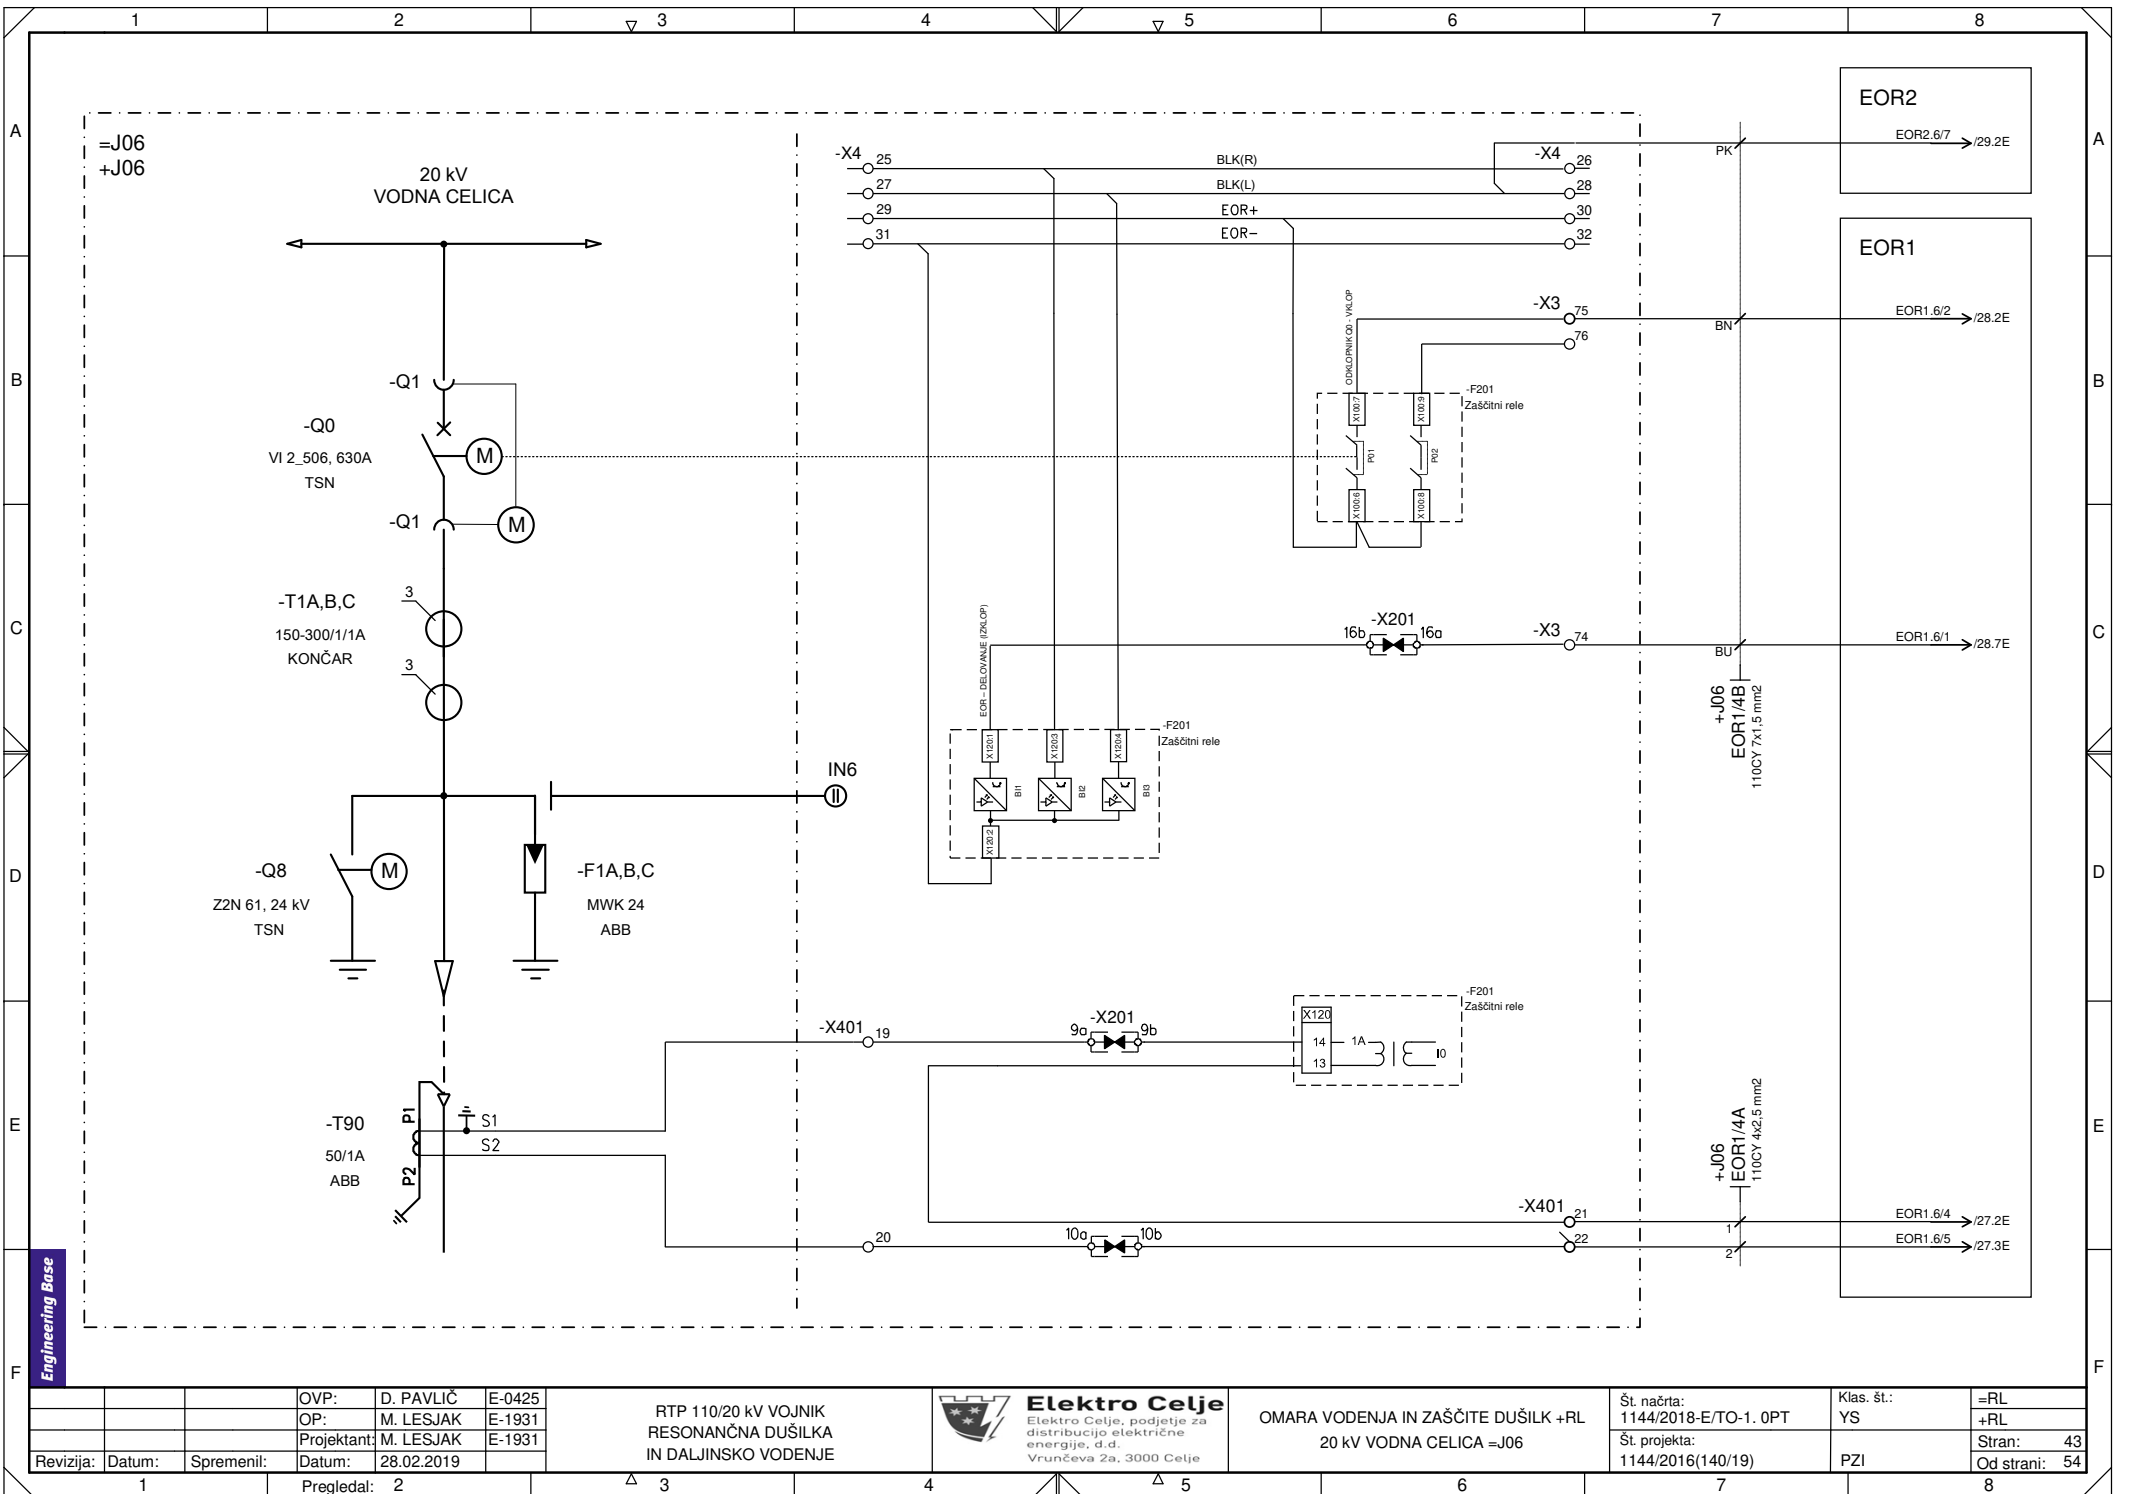 1 2 3 4 5 6 7 8
A
B
C
D
E
F
A
B
C
D
E
F
=J06
+J06
20 kV
VODNA CELICA
-Q1
-Q0
VI 2_506, 630A
TSN
M
-Q1
M
-T1A,B,C
150-300/1/1A
KONČAR
3
3
IN6
-Q8
Z2N 61, 24 kV
TSN
M
-F1A,B,C
MWK 24
ABB
-T90
50/1A
ABB
P1
P2
S1
S2
-X4 25 BLK(R) -X4 26
27 BLK(L) 28
29 EOR+ 30
31 EOR- 32
ODKLOPNIK Q0 - VKLOP
-X3 75
76
-F201
Zaščitni rele
X100:7
X100:9
P01
P02
X100:6
X100:8
EOR - DELOVANJE (IZKLOP)
-X201
16b 16a
-X3 74
-F201
Zaščitni rele
X120:1
X120:3
X120:4
BI1
BI2
BI3
X120:2
-X401 19
-X201
9a 9b
-F201
Zaščitni rele
X120
14
13
1A
I0
20
10a 10b
-X401 21
22
PK
BN
BU
+J06
EOR1/4B
110CY 7x1,5 mm2
+J06
EOR1/4A
110CY 4x2,5 mm2
1
2
EOR2
EOR2.6/7 /29.2E
EOR1
EOR1.6/2 /28.2E
EOR1.6/1 /28.7E
EOR1.6/4 /27.2E
EOR1.6/5 /27.3E
Engineering Base
Revizija: Datum: Spremenil:
OVP: D. PAVLIČ E-0425
OP: M. LESJAK E-1931
Projektant: M. LESJAK E-1931
Datum: 28.02.2019
Pregledal:
RTP 110/20 kV VOJNIK
RESONANČNA DUŠILKA
IN DALJINSKO VODENJE
Elektro Celje
Elektro Celje, podjetje za
distribucijo električne
energije, d.d.
Vrunčeva 2a, 3000 Celje
OMARA VODENJA IN ZAŠČITE DUŠILK +RL
20 kV VODNA CELICA =J06
Št. načrta:
1144/2018-E/TO-1. 0PT
Št. projekta:
1144/2016(140/19)
Klas. št.:
YS
PZI
=RL
+RL
Stran: 43
Od strani: 54
1 2 3 4 5 6 7 8